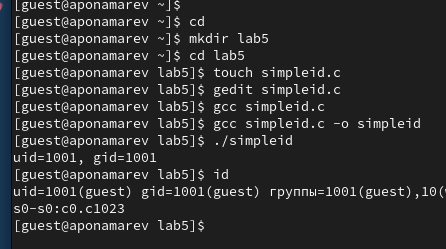 [guest@aponamarev ~]$
[guest@aponamarev ~]$ cd
[guest@aponamarev ~]$ mkdir lab5
[guest@aponamarev ~]$ cd lab5
[guest@aponamarev lab5]$ touch simpleid.c
[guest@aponamarev lab5]$ gedit simpleid.c
[guest@aponamarev lab5]$ gcc simpleid.c
[guest@aponamarev lab5]$ gcc simpleid.c -o simpleid
[guest@aponamarev lab5]$ ./simpleid
uid=1001, gid=1001
[guest@aponamarev lab5]$ id
uid=1001(guest) gid=1001(guest) группы=1001(guest),10(
s0-s0:c0.c1023
[guest@aponamarev lab5]$